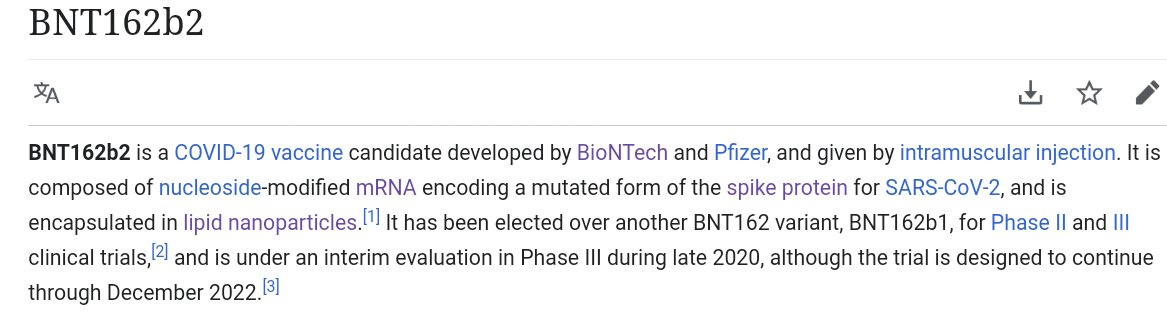 BNT162b2
文A
BNT162b2 is a COVID-19 vaccine candidate developed by BioNTech and Pfizer, and given by intramuscular injection. It is
composed of nucleoside-modified mRNA encoding a mutated form of the spike protein for SARS-CoV-2, and is
encapsulated in lipid nanoparticles.[1] It has been elected over another BNT162 variant, BNT162b1, for Phase II and III
clinical trials,[2] and is under an interim evaluation in Phase III during late 2020, although the trial is designed to continue
through December 2022.[3]